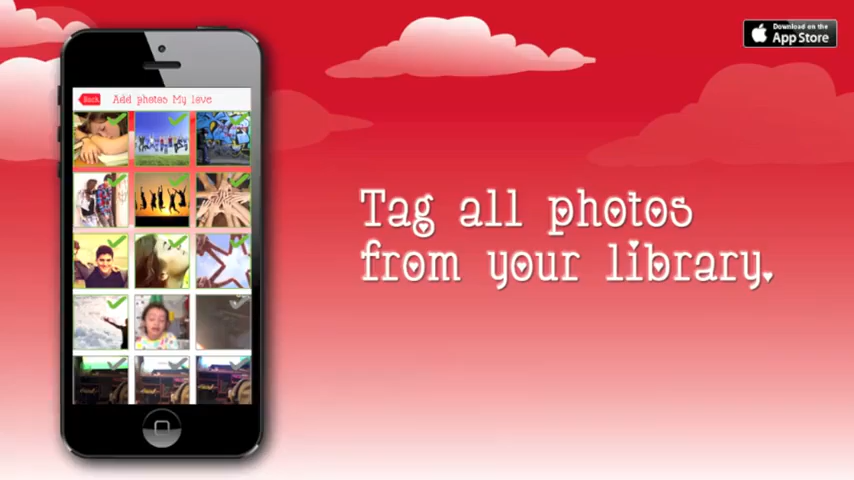 Download on the
App Store
Back
Add photos My love
Tag all photos
from your library.